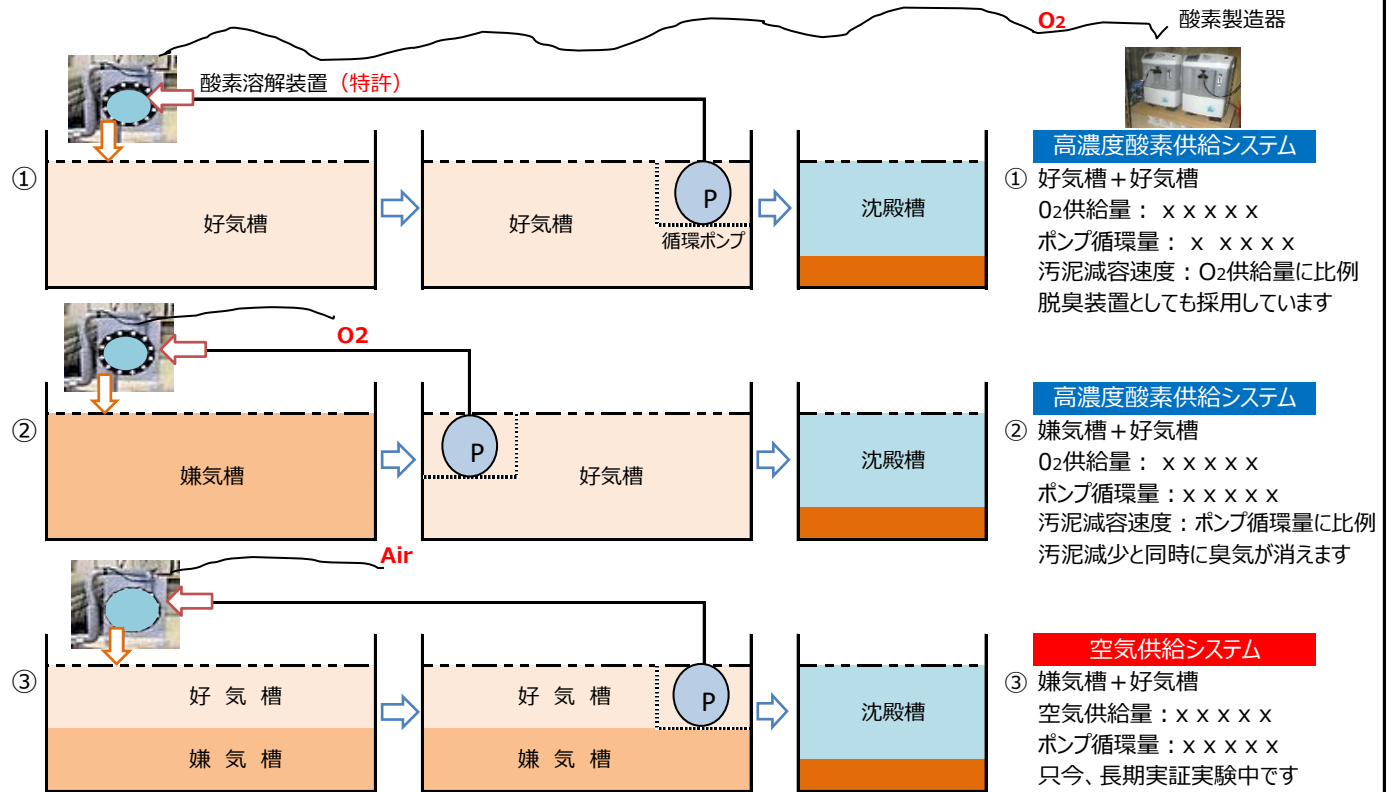 O₂
酸素製造器
酸素溶解装置（特許）
高濃度酸素供給システム
①
好気槽
好気槽
P
循環ポンプ
沈殿槽
① 好気槽＋好気槽
O₂供給量：ｘｘｘｘｘ
ポンプ循環量：ｘ ｘｘｘｘ
汚泥減容速度：O₂供給量に比例
脱臭装置としても採用しています
O2
高濃度酸素供給システム
②
嫌気槽
P
好気槽
沈殿槽
② 嫌気槽＋好気槽
O₂供給量：ｘｘｘｘｘ
ポンプ循環量：ｘｘｘｘｘ
汚泥減容速度：ポンプ循環量に比例
汚泥減少と同時に臭気が消えます
Air
空気供給システム
③
好 気 槽
嫌 気 槽
好 気 槽
嫌 気 槽
P
沈殿槽
③ 嫌気槽＋好気槽
空気供給量：ｘｘｘｘｘ
ポンプ循環量：ｘｘｘｘｘ
只今、長期実証実験中です